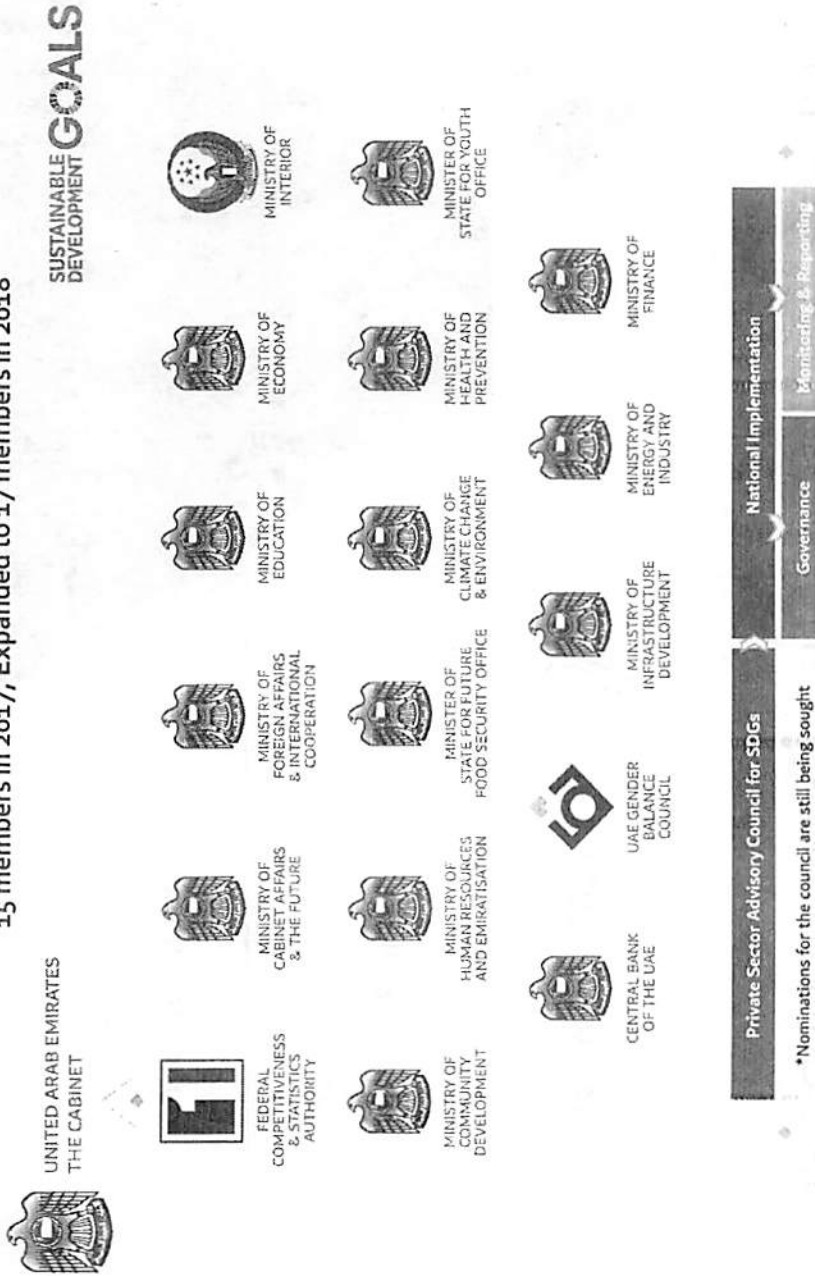 15 members in 2017, Expanded to 17 members in 2018
UNITED ARAB EMIRATES
THE CABINET
SUSTAINABLE
DEVELOPMENT GOALS
FEDERAL
COMPETITIVENESS
& STATISTICS
AUTHORITY
MINISTRY OF
CABINET AFFAIRS
& THE FUTURE
MINISTRY OF
FOREIGN AFFAIRS
& INTERNATIONAL
COOPERATION
MINISTRY OF
EDUCATION
MINISTRY OF
ECONOMY
MINISTRY OF
INTERIOR
MINISTRY OF
COMMUNITY
DEVELOPMENT
MINISTRY OF
HUMAN RESOURCES
AND EMIRATISATION
MINISTER OF
STATE FOR FUTURE
FOOD SECURITY OFFICE
MINISTRY OF
CLIMATE CHANGE
& ENVIRONMENT
MINISTRY OF
HEALTH AND
PREVENTION
MINISTER OF
STATE FOR YOUTH
OFFICE
CENTRAL BANK
OF THE UAE
UAE GENDER
BALANCE
COUNCIL
MINISTRY OF
INFRASTRUCTURE
DEVELOPMENT
MINISTRY OF
ENERGY AND
INDUSTRY
MINISTRY OF
FINANCE
Private Sector Advisory Council for SDGs
National Implementation
*Nominations for the council are still being sought
Governance
Monitoring & Reporting